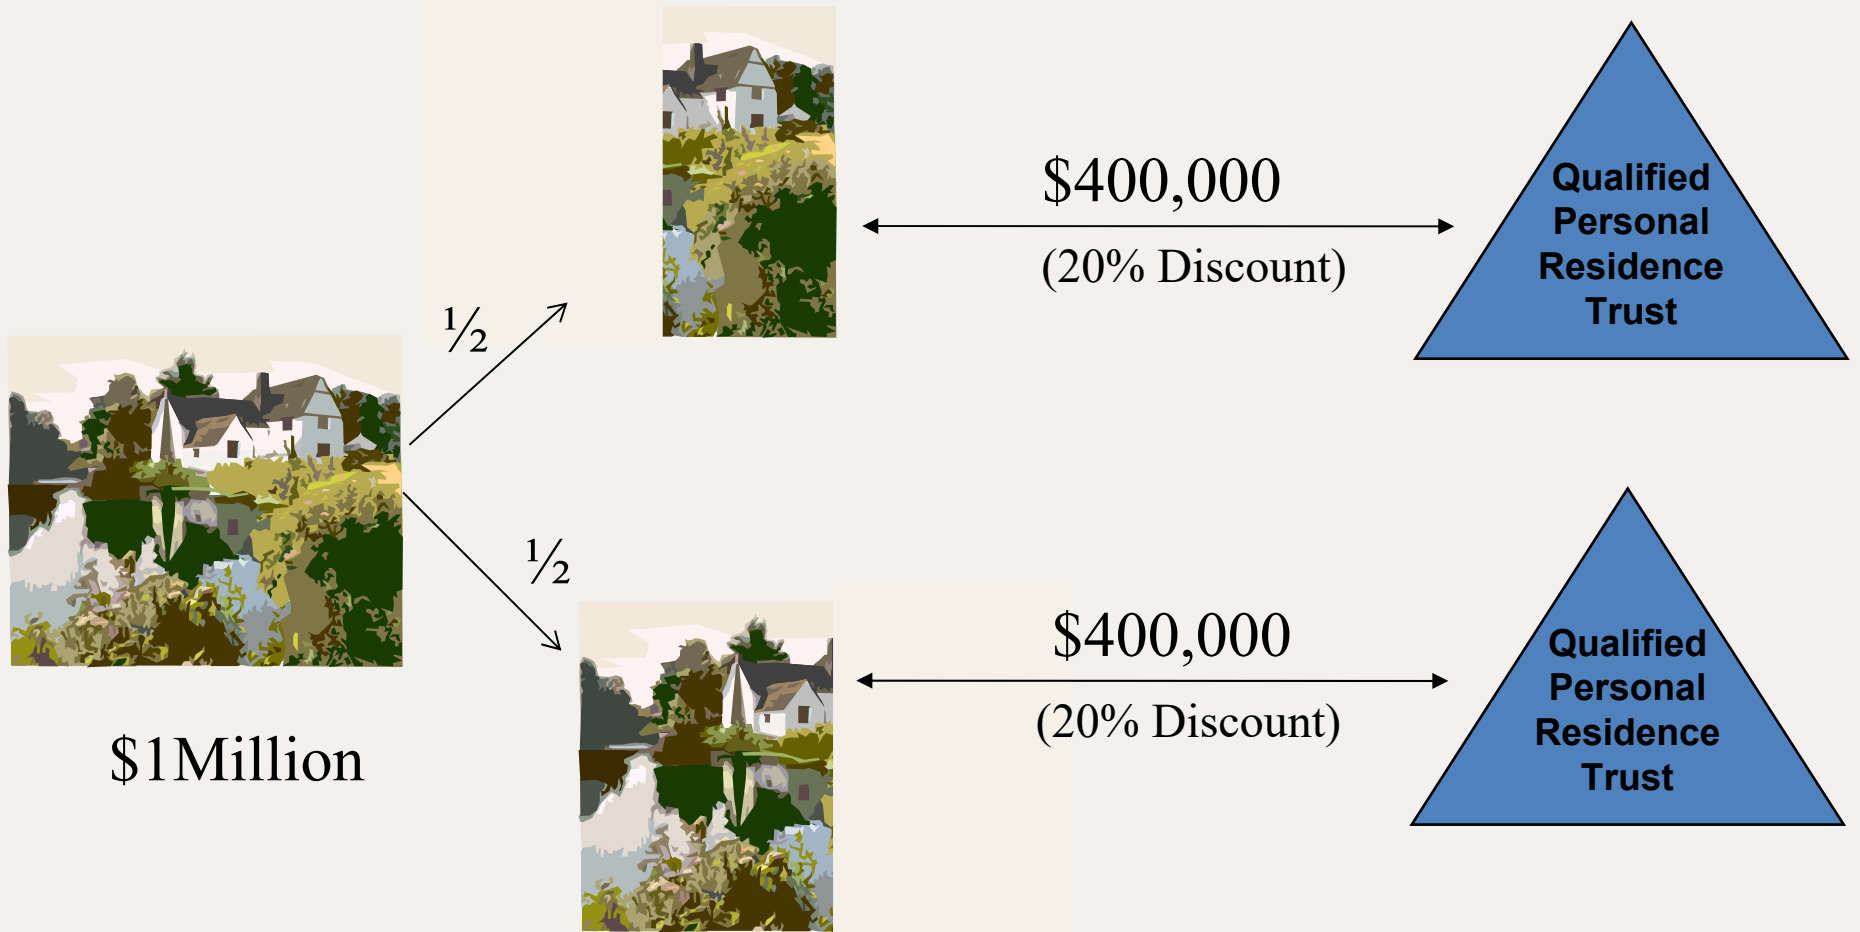 $400,000
(20% Discount)
Qualified
Personal
Residence
Trust
½
½
$1Million
$400,000
(20% Discount)
Qualified
Personal
Residence
Trust